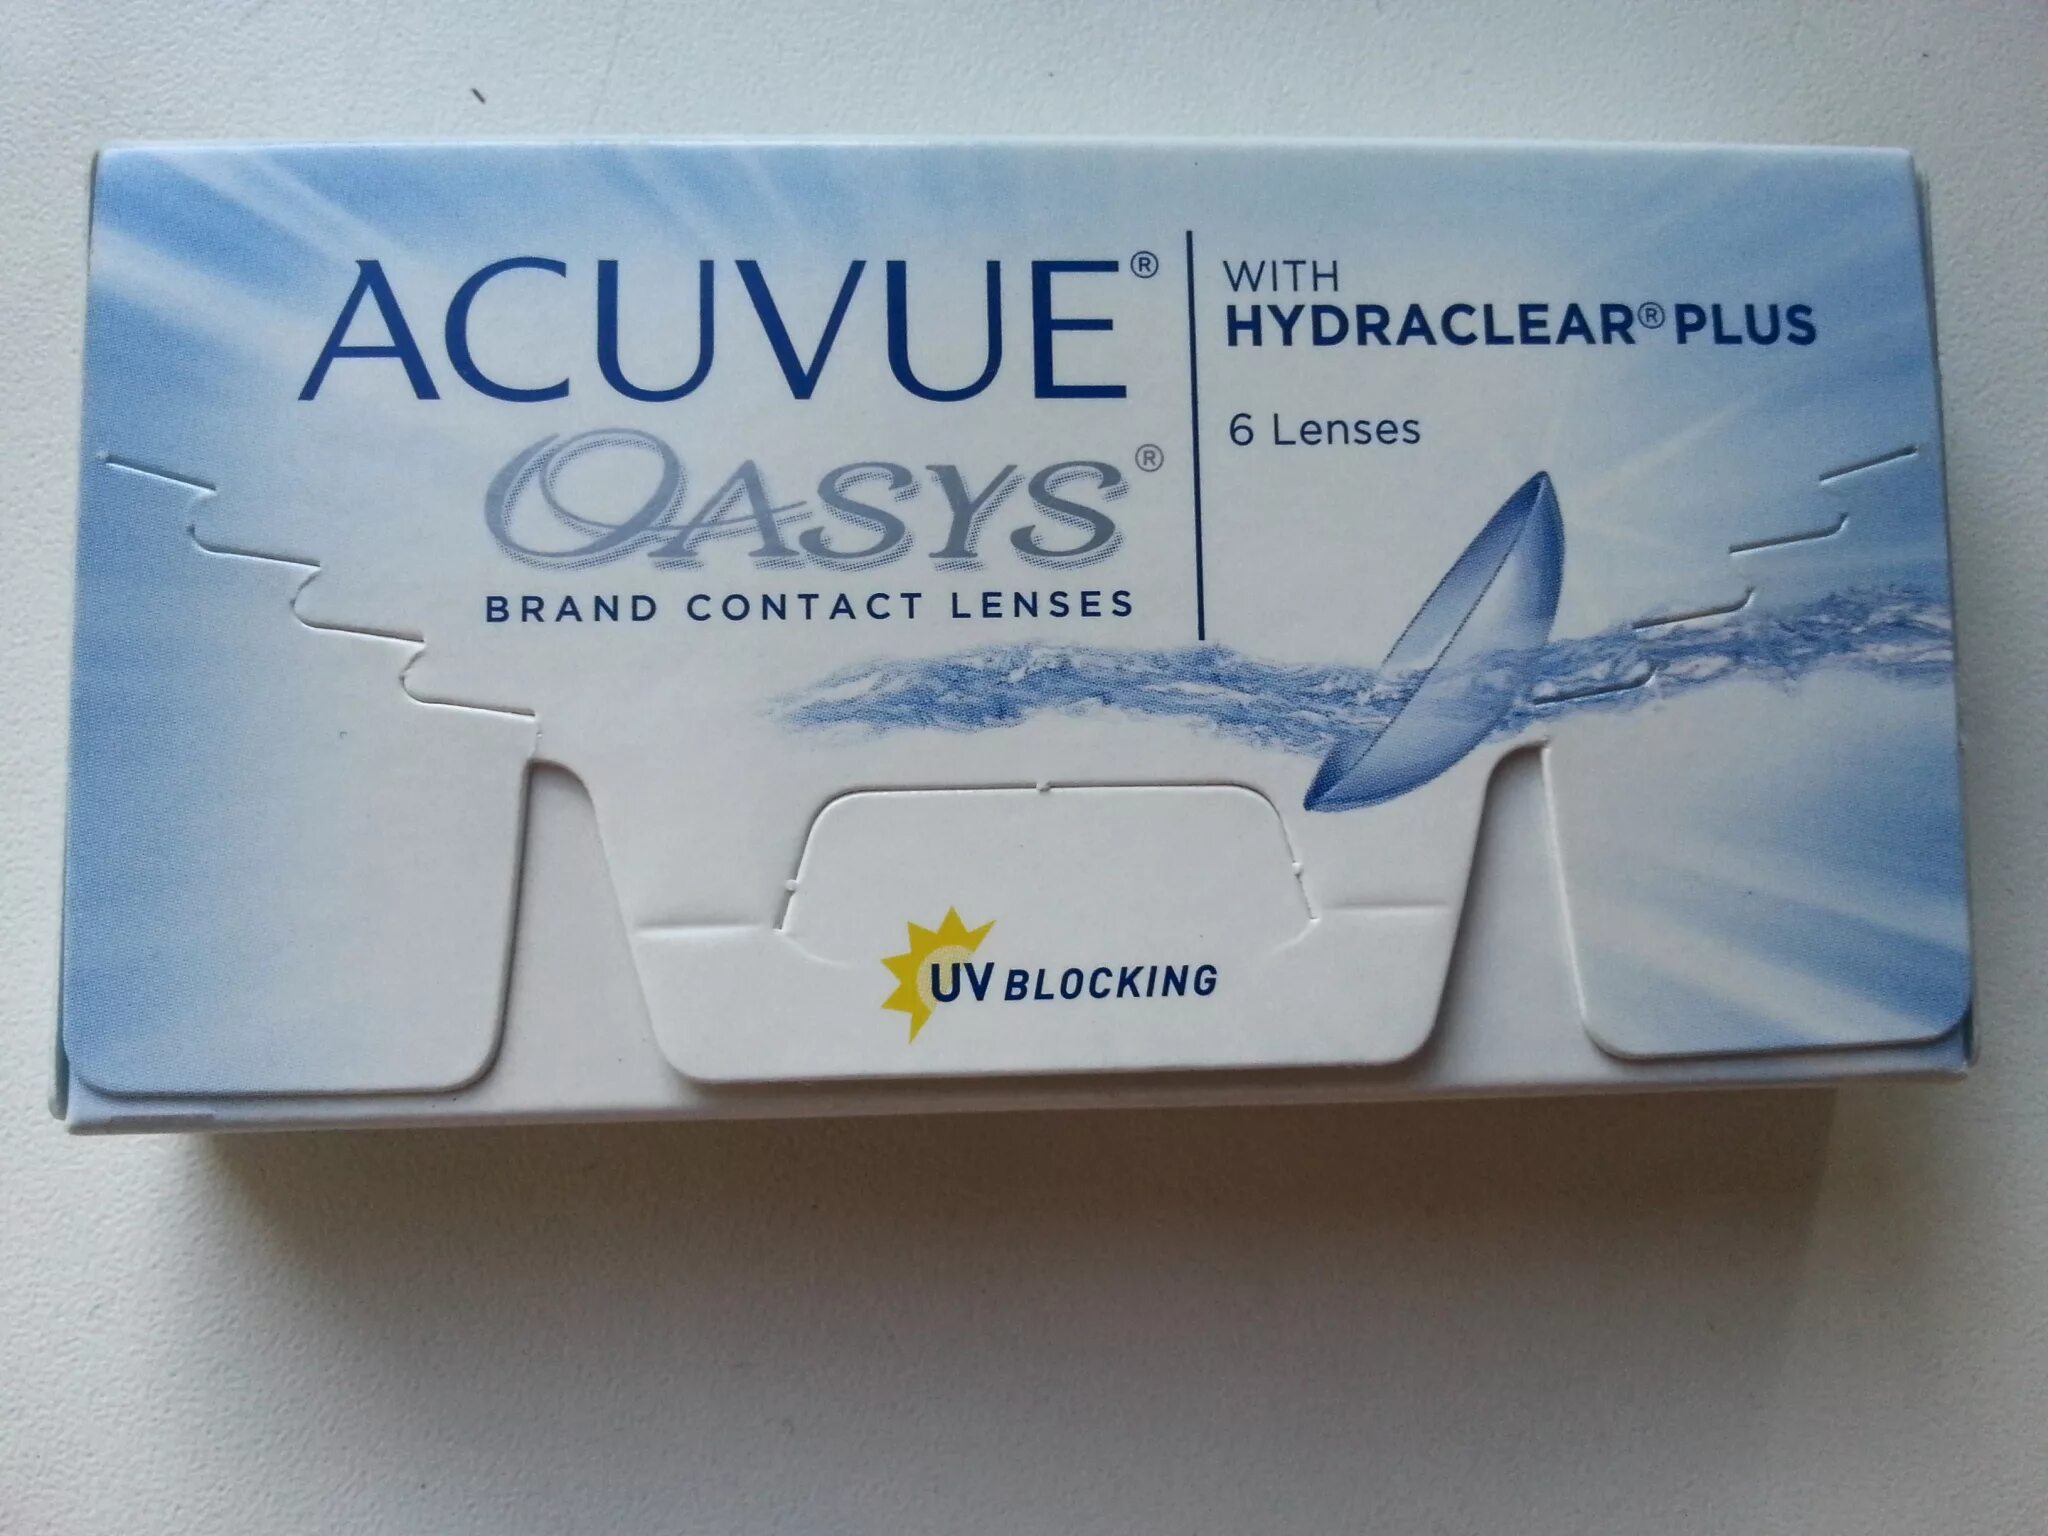 ACUVUE®
OASYS®
BRAND CONTACT LENSES
WITH
HYDRACLEAR® PLUS
6 Lenses
UV BLOCKING